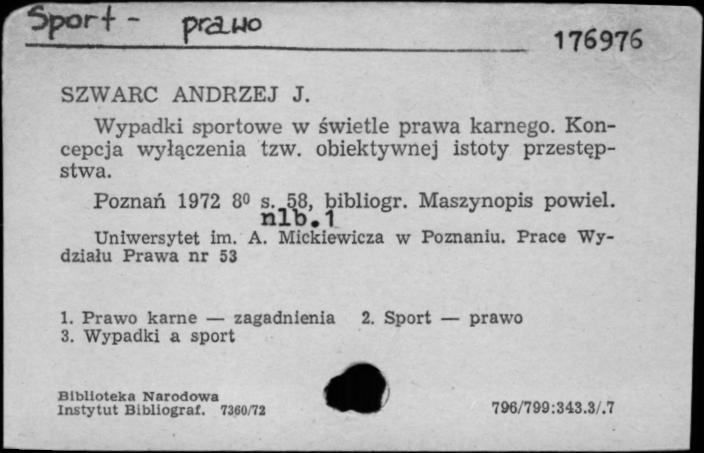 Sport - prawo
176976
SZWARC ANDRZEJ J.
Wypadki sportowe w świetle prawa karnego. Kon-
cepcja wyłączenia tzw. obiektywnej istoty przestęp-
stwa.
Poznań 1972 8⁰ s. 58, bibliogr. Maszynopis powiel.
nlb.1
Uniwersytet im. A. Mickiewicza w Poznaniu. Prace Wy-
działu Prawa nr 53
1. Prawo karne — zagadnienia 2. Sport — prawo
3. Wypadki a sport
Biblioteka Narodowa
Instytut Bibliograf. 7360/72
796/799:343.3/.7